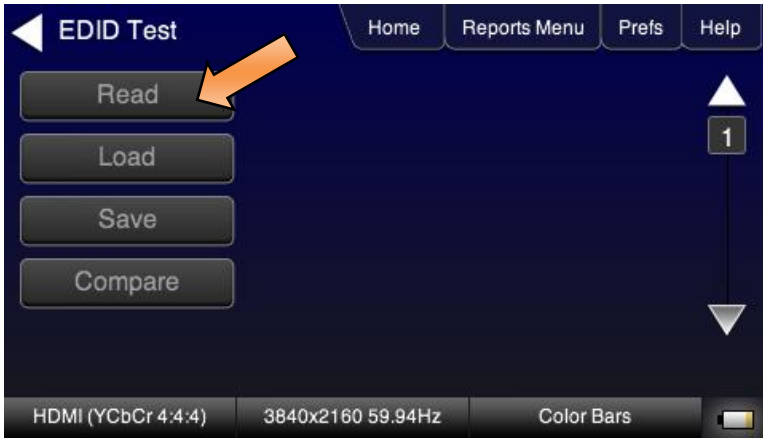 EDID Test
Home
Reports Menu
Prefs
Help
Read
Load
Save
Compare
1
HDMI (YCbCr 4:4:4)
3840x2160 59.94Hz
Color Bars